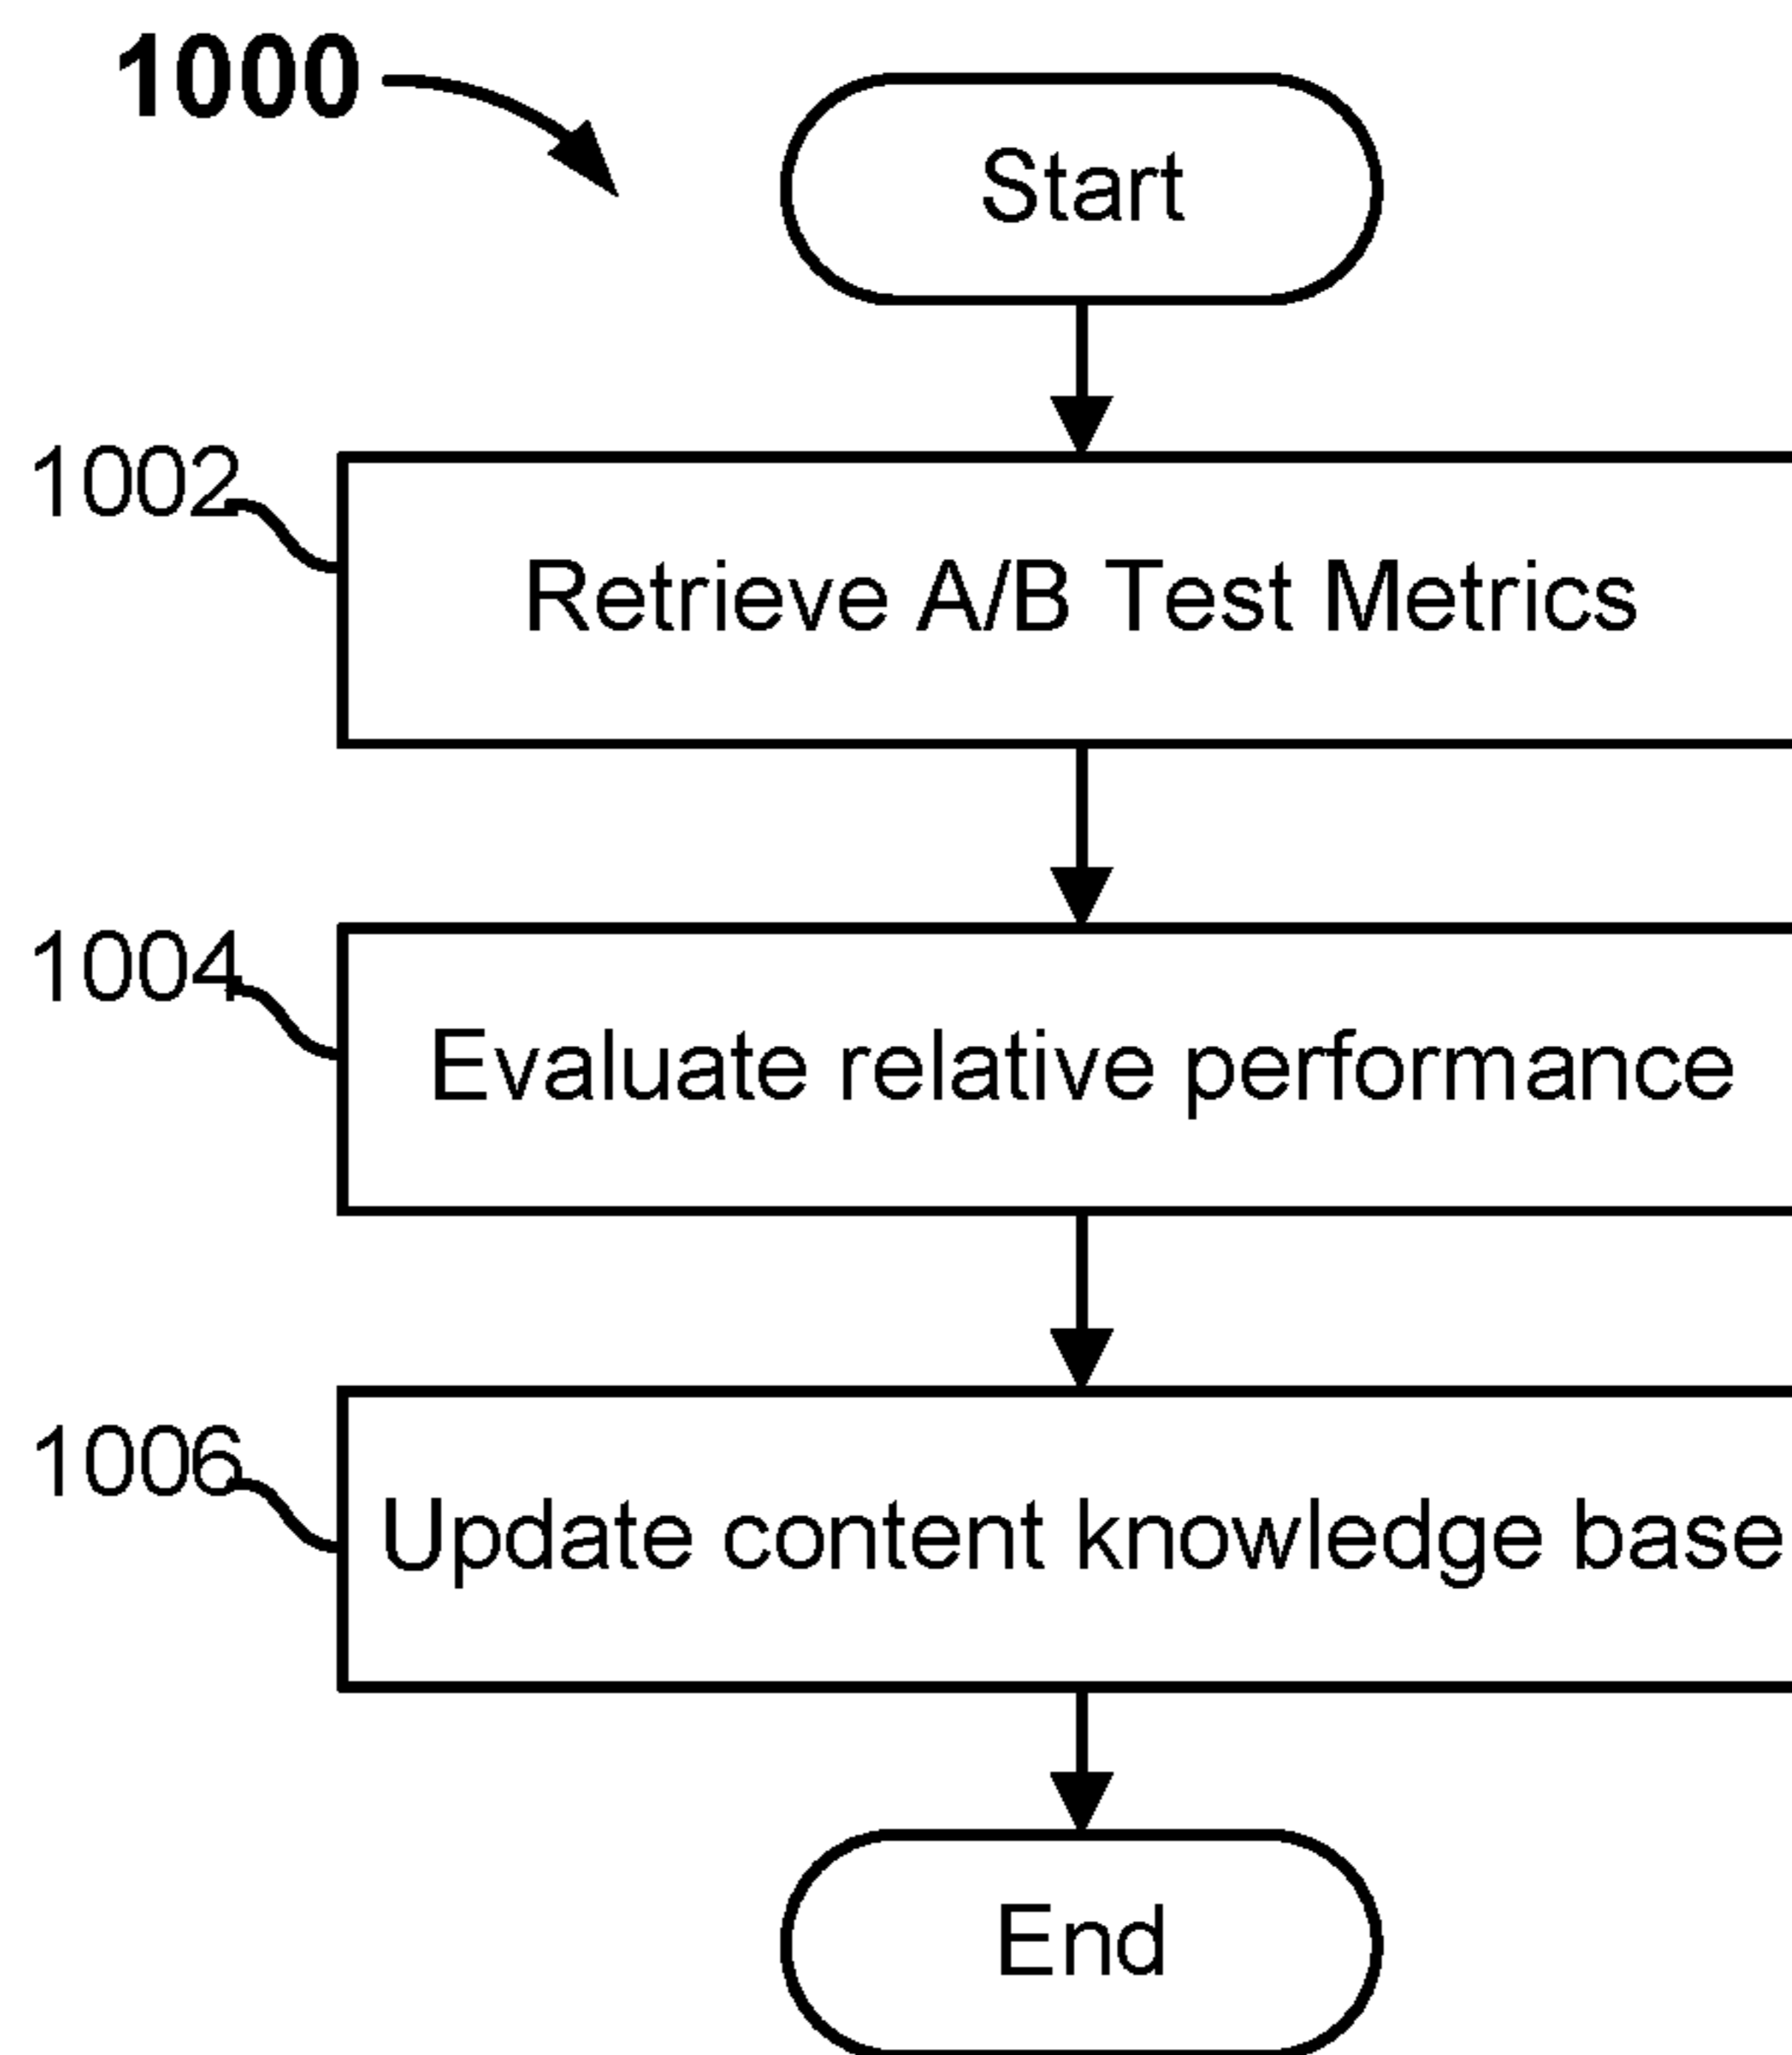 1000
Start
1002
Retrieve A/B Test Metrics
1004
Evaluate relative performance
1006
Update content knowledge base
End